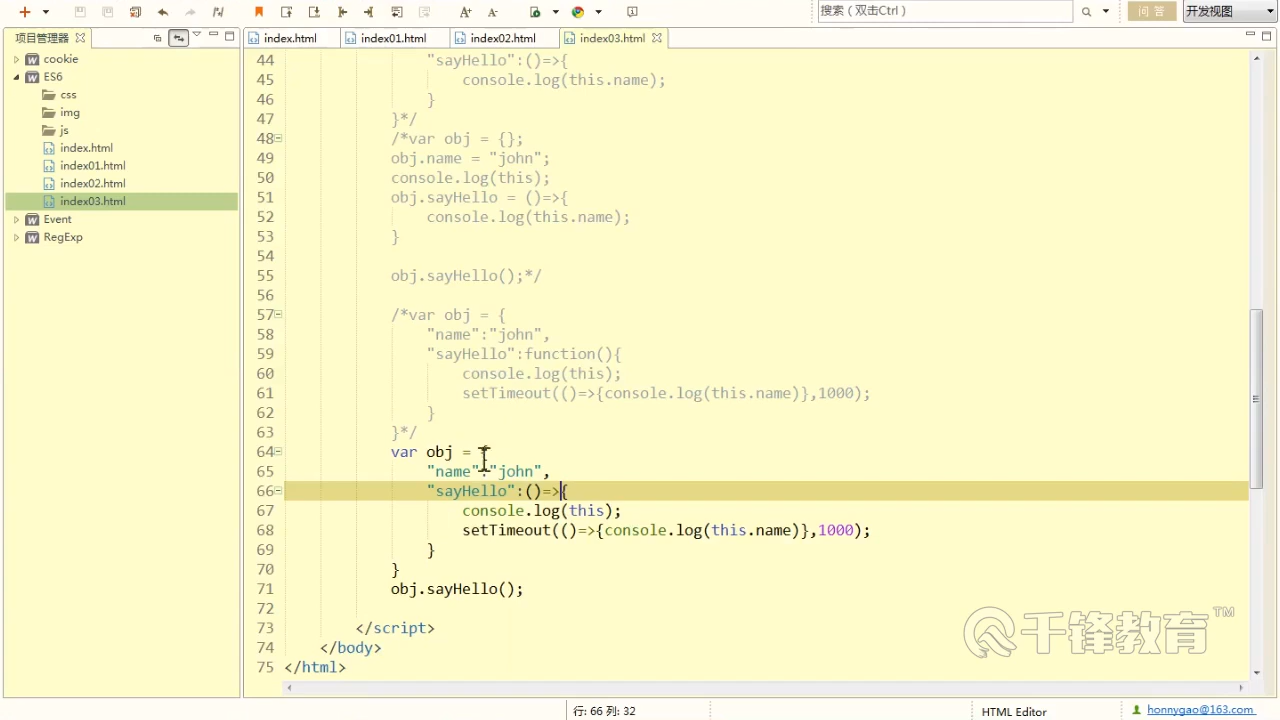 搜索 ( 双击Ctrl )
问 答
开发视图
项目管理器
index.html
index01.html
index02.html
index03.html
cookie
ES6
css
img
js
index.html
index01.html
index02.html
index03.html
Event
RegExp
44 "sayHello":()=>{
45 console.log(this.name);
46 }
47 }*/
48 /*var obj = {};
49 obj.name = "john";
50 console.log(this);
51 obj.sayHello = ()=>{
52 console.log(this.name);
53 }
54
55 obj.sayHello();*/
56
57 /*var obj = {
58 "name":"john",
59 "sayHello":function(){
60 console.log(this);
61 setTimeout(()=>{console.log(this.name)},1000);
62 }
63 }*/
64 var obj =
65 "name":"john",
66 "sayHello":()=>{
67 console.log(this);
68 setTimeout(()=>{console.log(this.name)},1000);
69 }
70 }
71 obj.sayHello();
72
73 </script>
74 </body>
75 </html>
千锋教育™
行: 66 列: 32
HTML Editor
honnygao@163.com